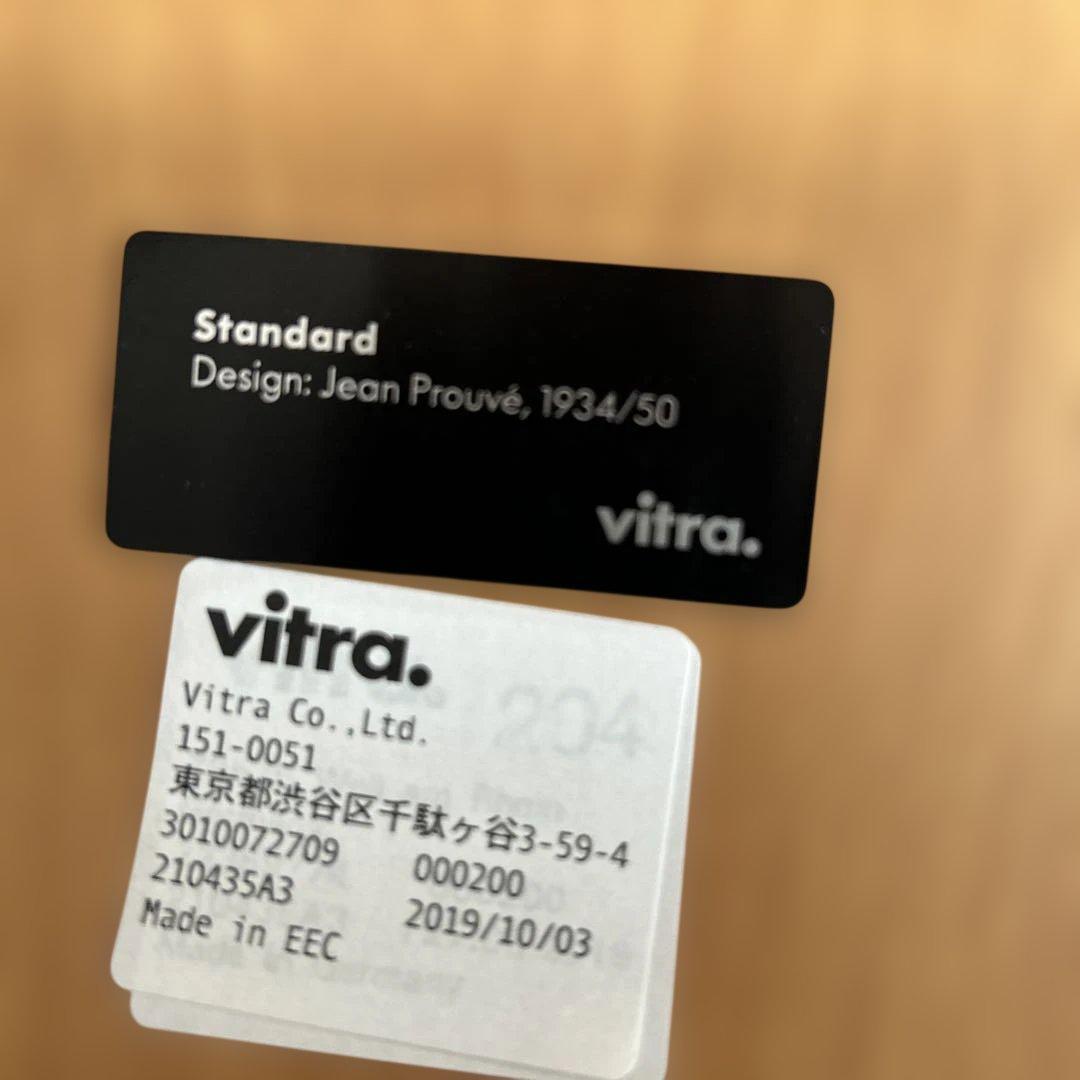 Standard
Design: Jean Prouvé, 1934/50
vitra.
vitra.
Vitra Co.,Ltd.
151-0051
東京都渋谷区千駄ヶ谷3-59-4
3010072709 000200
210435A3 2019/10/03
Made in EEC
204